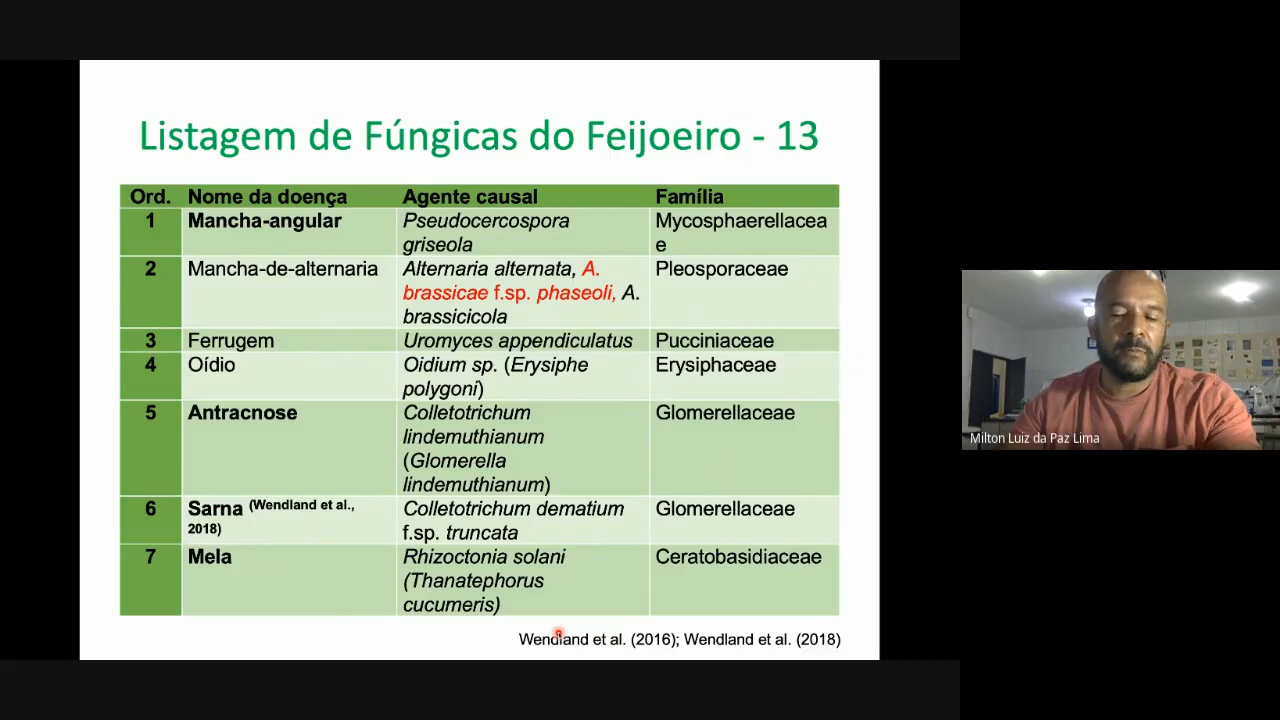 Listagem de Fúngicas do Feijoeiro - 13
Ord. Nome da doença Agente causal Família
1 Mancha-angular Pseudocercospora Mycosphaerellacea
griseola e
2 Mancha-de-alternaria Alternaria alternata, A. Pleosporaceae
brassicae f.sp. phaseoli, A.
brassicicola
3 Ferrugem Uromyces appendiculatus Pucciniaceae
4 Oídio Oidium sp. (Erysiphe Erysiphaceae
polygoni)
5 Antracnose Colletotrichum Glomerellaceae
lindemuthianum
(Glomerella
lindemuthianum)
6 Sarna (Wendland et al., Colletotrichum dematium Glomerellaceae
2018) f.sp. truncata
7 Mela Rhizoctonia solani Ceratobasidiaceae
(Thanatephorus
cucumeris)
Wendland et al. (2016); Wendland et al. (2018)
Milton Luiz da Paz Lima